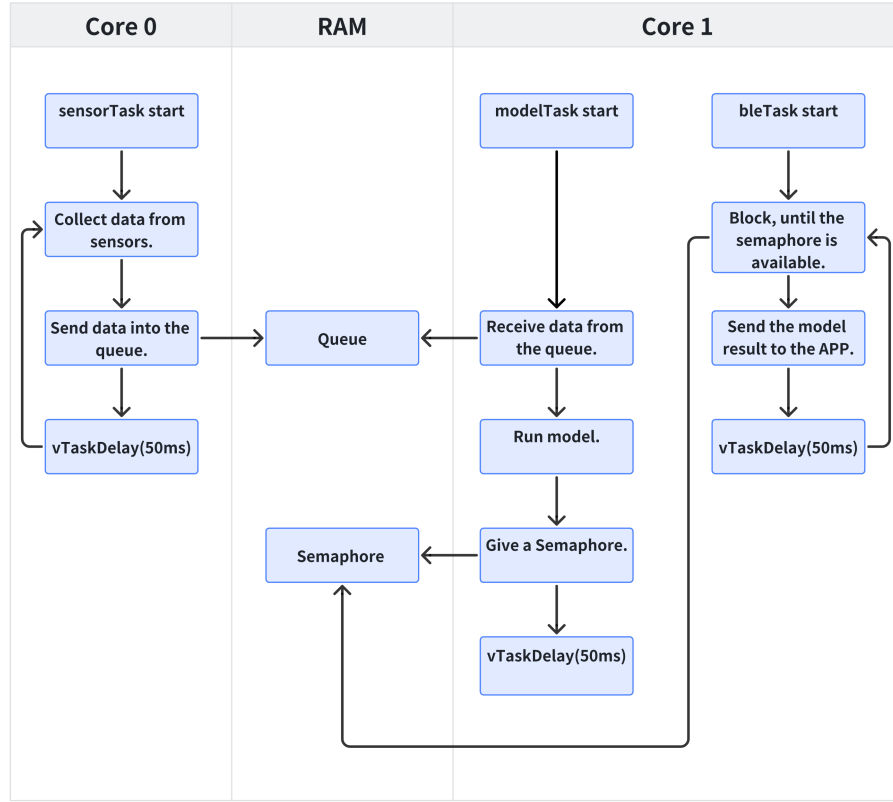 Core 0
RAM
Core 1
sensorTask start
modelTask start
bleTask start
Collect data from
sensors.
Block, until the
semaphore is
available.
Send data into the
queue.
Queue
Receive data from
the queue.
Send the model
result to the APP.
vTaskDelay(50ms)
Run model.
vTaskDelay(50ms)
Semaphore
Give a Semaphore.
vTaskDelay(50ms)